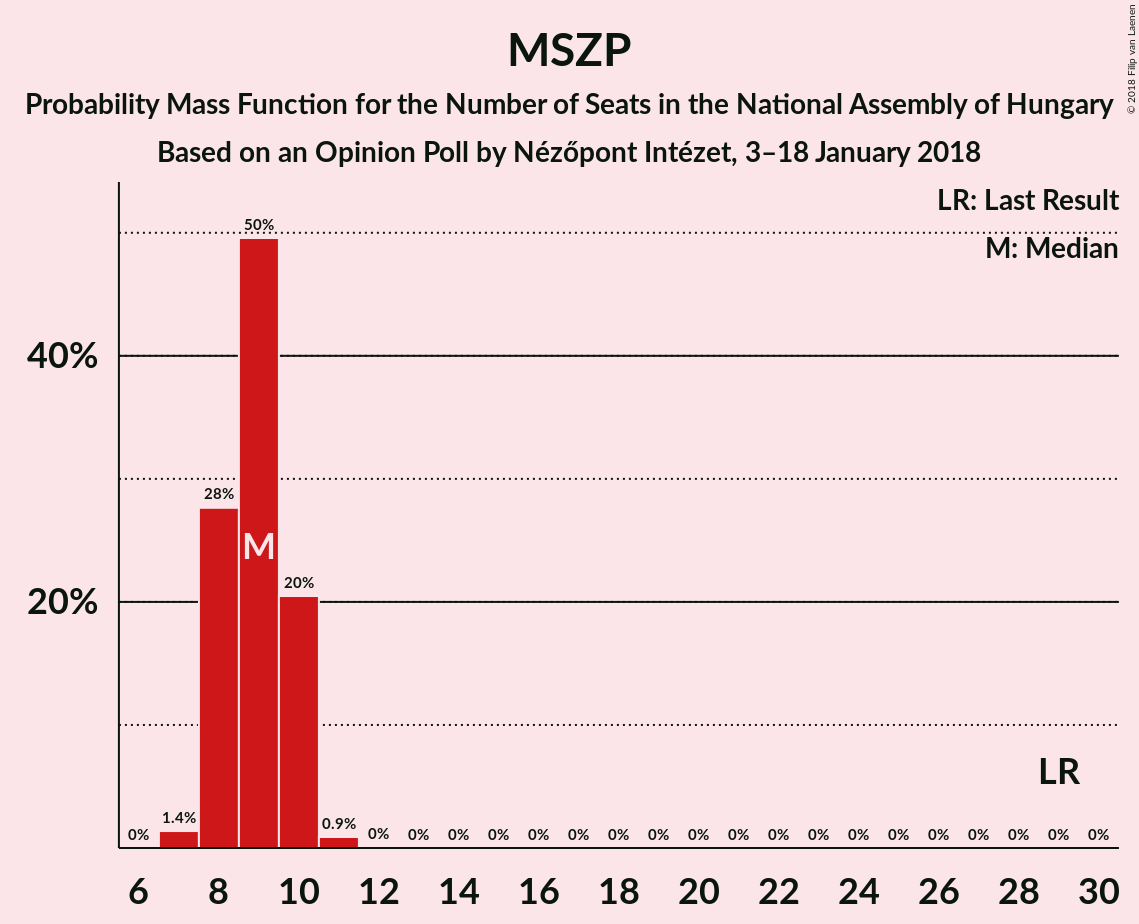 MSZP
Probability Mass Function for the Number of Seats in the National Assembly of Hungary
Based on an Opinion Poll by Nézőpont Intézet, 3–18 January 2018
© 2018 Filip van Laenen
LR: Last Result
M: Median
40%
20%
0% 1.4% 28% 50% 20% 0.9% 0% 0% 0% 0% 0% 0% 0% 0% 0% 0% 0% 0% 0% 0% 0% 0% 0% 0% 0%
M
LR
6 8 10 12 14 16 18 20 22 24 26 28 30